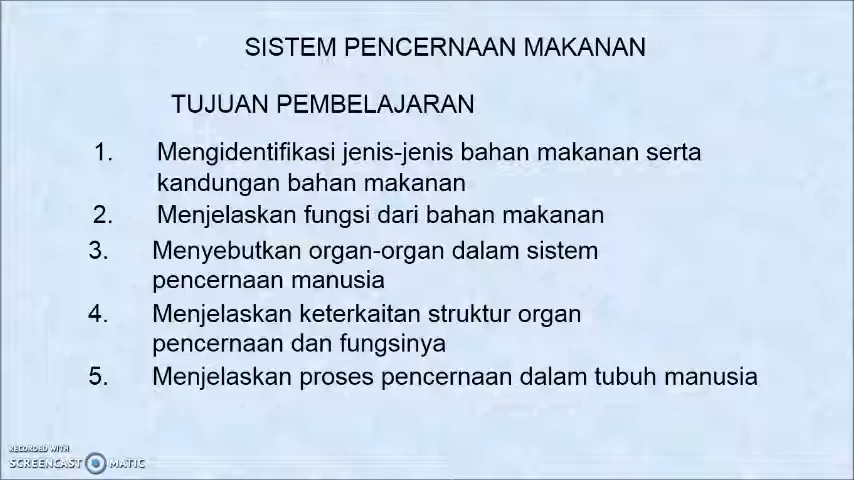 SISTEM PENCERNAAN MAKANAN
TUJUAN PEMBELAJARAN
1. Mengidentifikasi jenis-jenis bahan makanan serta
kandungan bahan makanan
2. Menjelaskan fungsi dari bahan makanan
3. Menyebutkan organ-organ dalam sistem
pencernaan manusia
4. Menjelaskan keterkaitan struktur organ
pencernaan dan fungsinya
5. Menjelaskan proses pencernaan dalam tubuh manusia
RECORDED WITH
SCREENCAST MATIC